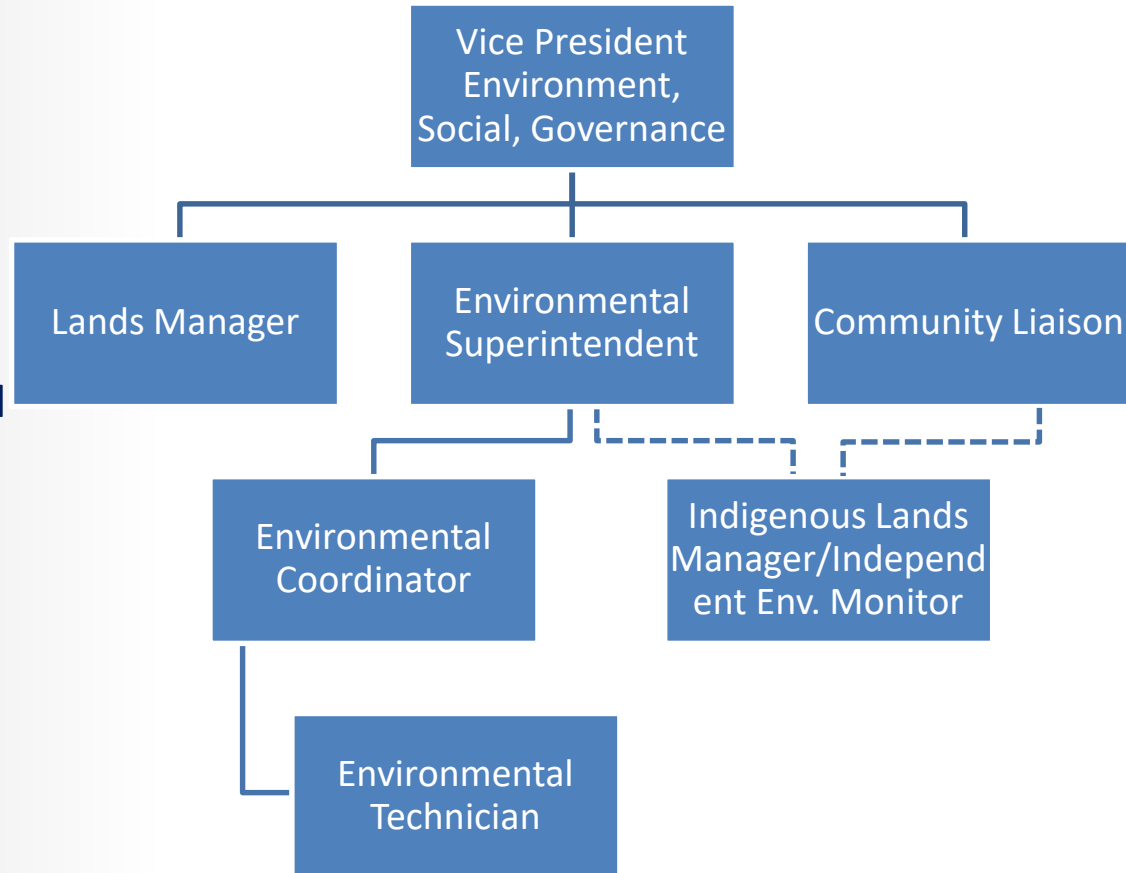 Vice President
Environment,
Social, Governance
Lands Manager
Environmental
Superintendent
Community Liaison
Environmental
Coordinator
Indigenous Lands
Manager/Independ
ent Env. Monitor
Environmental
Technician